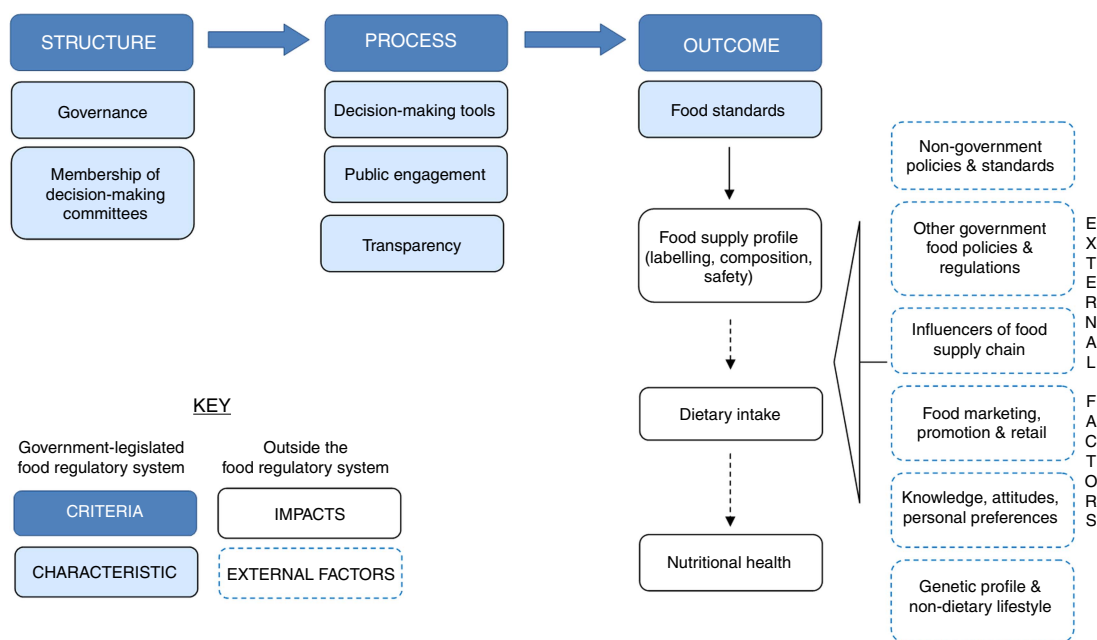 STRUCTURE
Governance
Membership of
decision-making
committees
PROCESS
Decision-making tools
Public engagement
Transparency
OUTCOME
Food standards
Food supply profile
(labelling, composition,
safety)
Dietary intake
Nutritional health
Non-government
policies & standards
Other government
food policies &
regulations
Influencers of food
supply chain
Food marketing,
promotion & retail
Knowledge, attitudes,
personal preferences
Genetic profile &
non-dietary lifestyle
EXTERNAL FACTORS
KEY
Government-legislated
food regulatory system
CRITERIA
CHARACTERISTIC
Outside the
food regulatory system
IMPACTS
EXTERNAL FACTORS